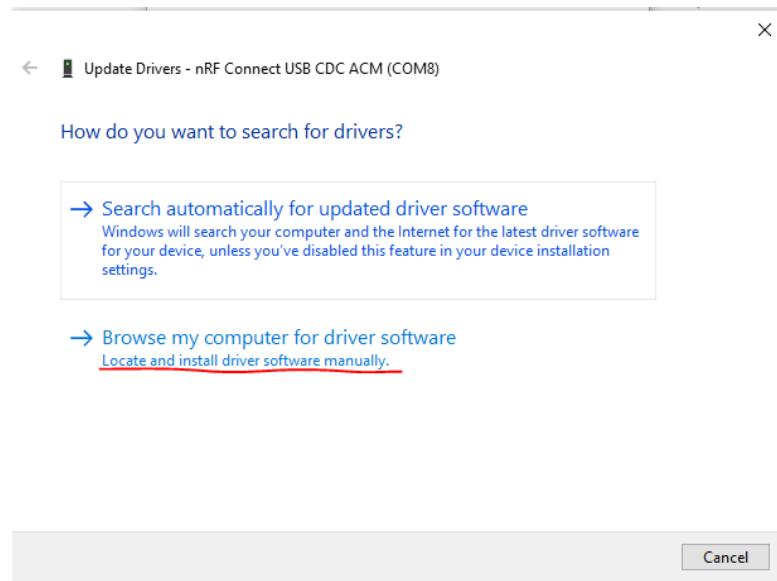 Update Drivers - nRF Connect USB CDC ACM (COM8)
How do you want to search for drivers?
Search automatically for updated driver software
Windows will search your computer and the Internet for the latest driver software
for your device, unless you've disabled this feature in your device installation
settings.
Browse my computer for driver software
Locate and install driver software manually.
Cancel